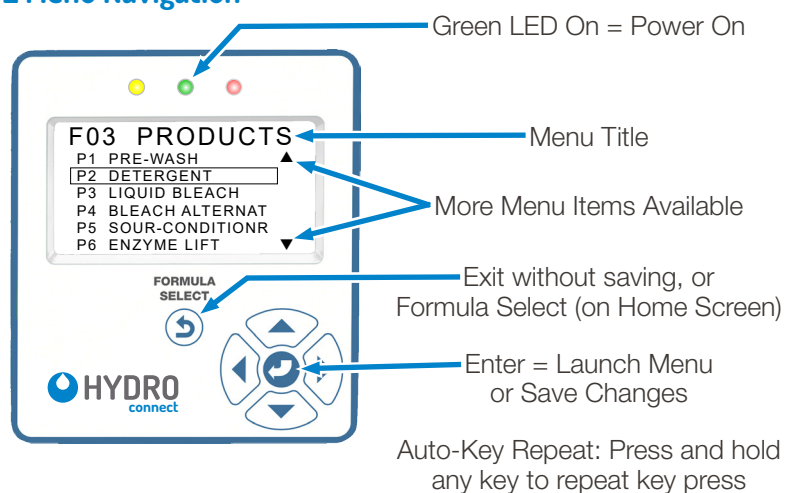 Green LED On = Power On
F03 PRODUCTS
Menu Title
P1 PRE-WASH
P2 DETERGENT
P3 LIQUID BLEACH
P4 BLEACH ALTERNAT
P5 SOUR-CONDITIONR
P6 ENZYME LIFT
More Menu Items Available
FORMULA
SELECT
Exit without saving, or
Formula Select (on Home Screen)
Enter = Launch Menu
or Save Changes
HYDRO
connect
Auto-Key Repeat: Press and hold
any key to repeat key press